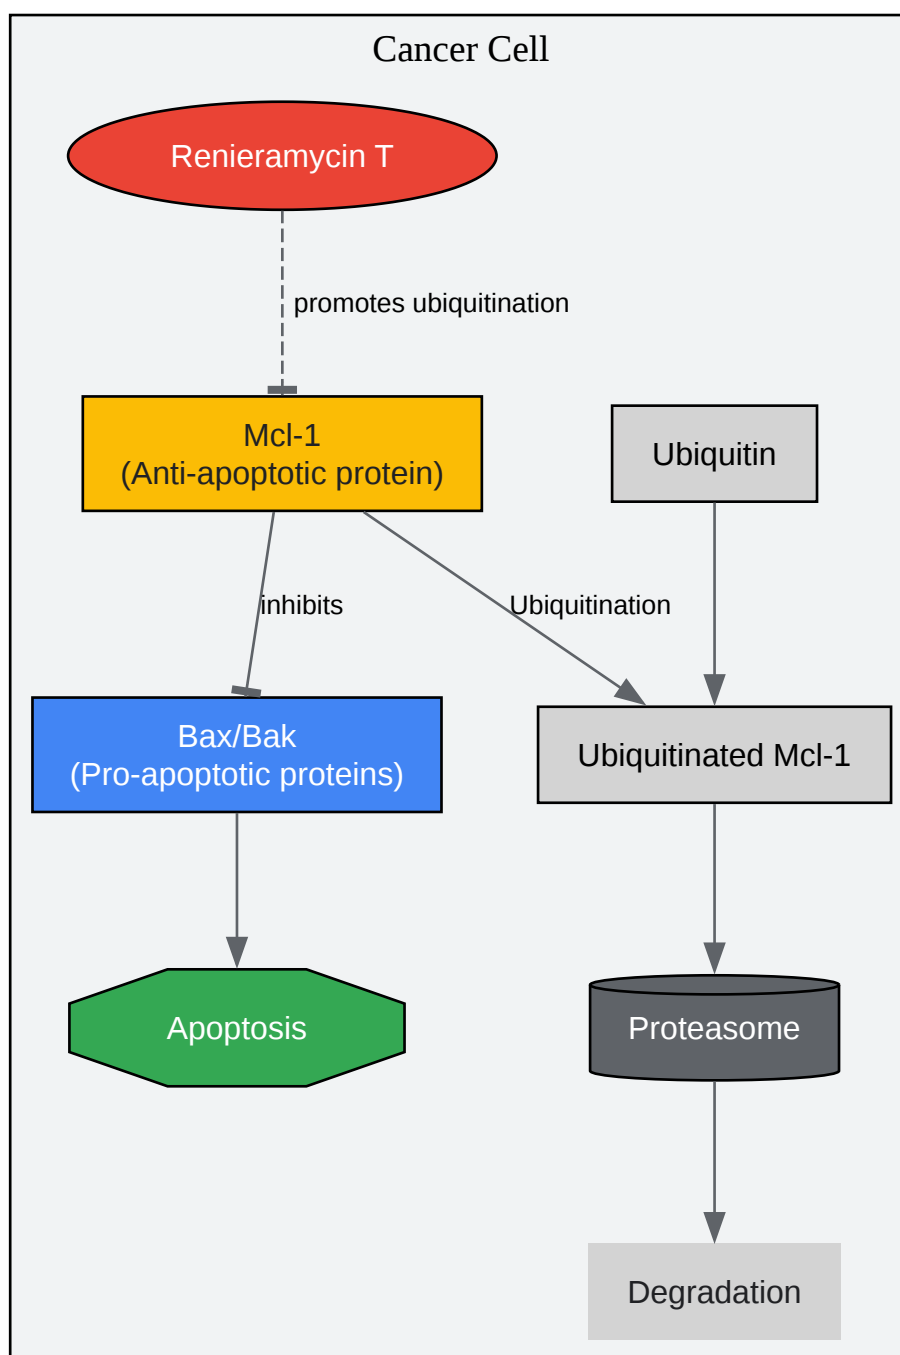 Cancer Cell
Renieramycin T
promotes ubiquitination
Mcl-1
(Anti-apoptotic protein)
Ubiquitin
inhibits
Ubiquitination
Bax/Bak
(Pro-apoptotic proteins)
Ubiquitinated Mcl-1
Apoptosis
Proteasome
Degradation